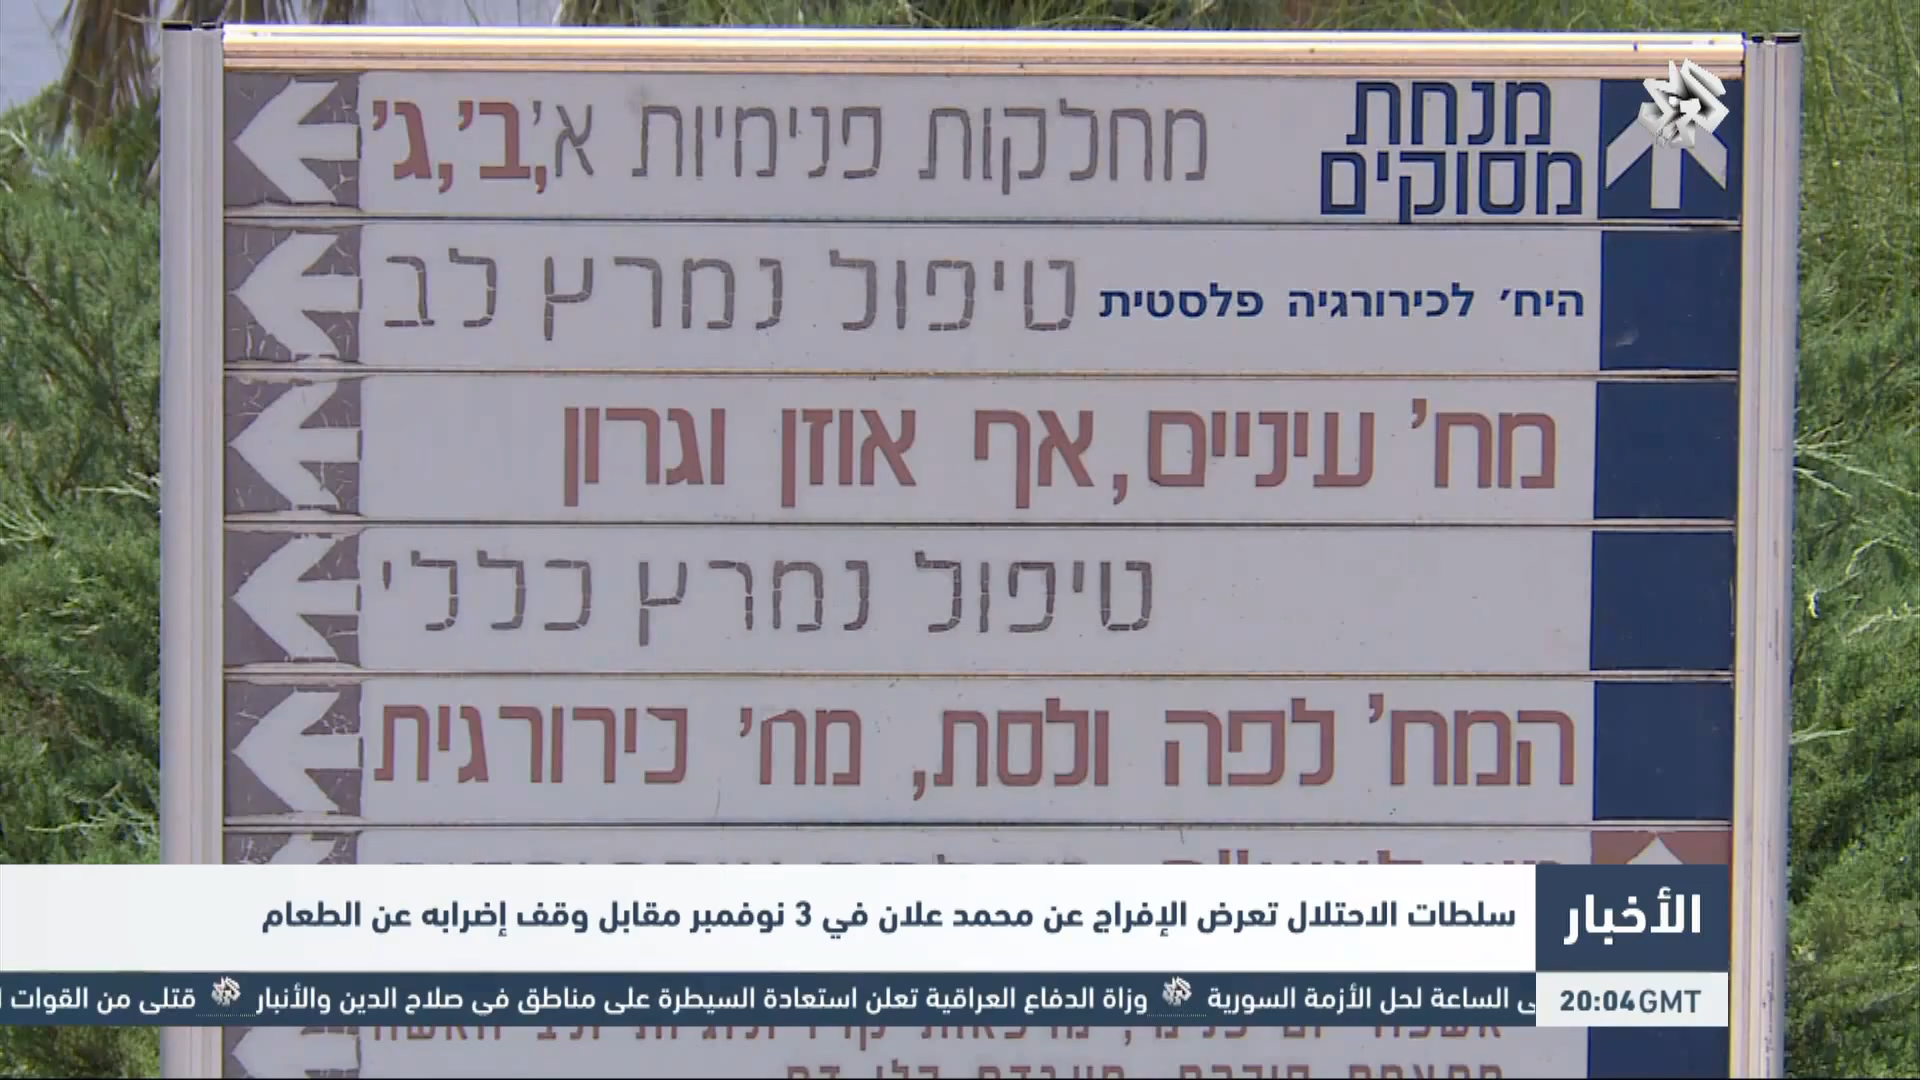 מנחת
מסוקים
מחלקות פנימיות א',ב',ג'
היח' לכירורגיה פלסטית
טיפול נמרץ לב
מח' עיניים,אף אוזן וגרון
טיפול נמרץ כללי
המח' לפה ולסת, מח' כירורגית
الأخبار
سلطات الاحتلال تعرض الإفراج عن محمد علان في 3 نوفمبر مقابل وقف إضرابه عن الطعام
20:04GMT
الساعة لحل الأزمة السورية وزاة الدفاع العراقية تعلن استعادة السيطرة على مناطق في صلاح الدين والأنبار قتلى من القوات